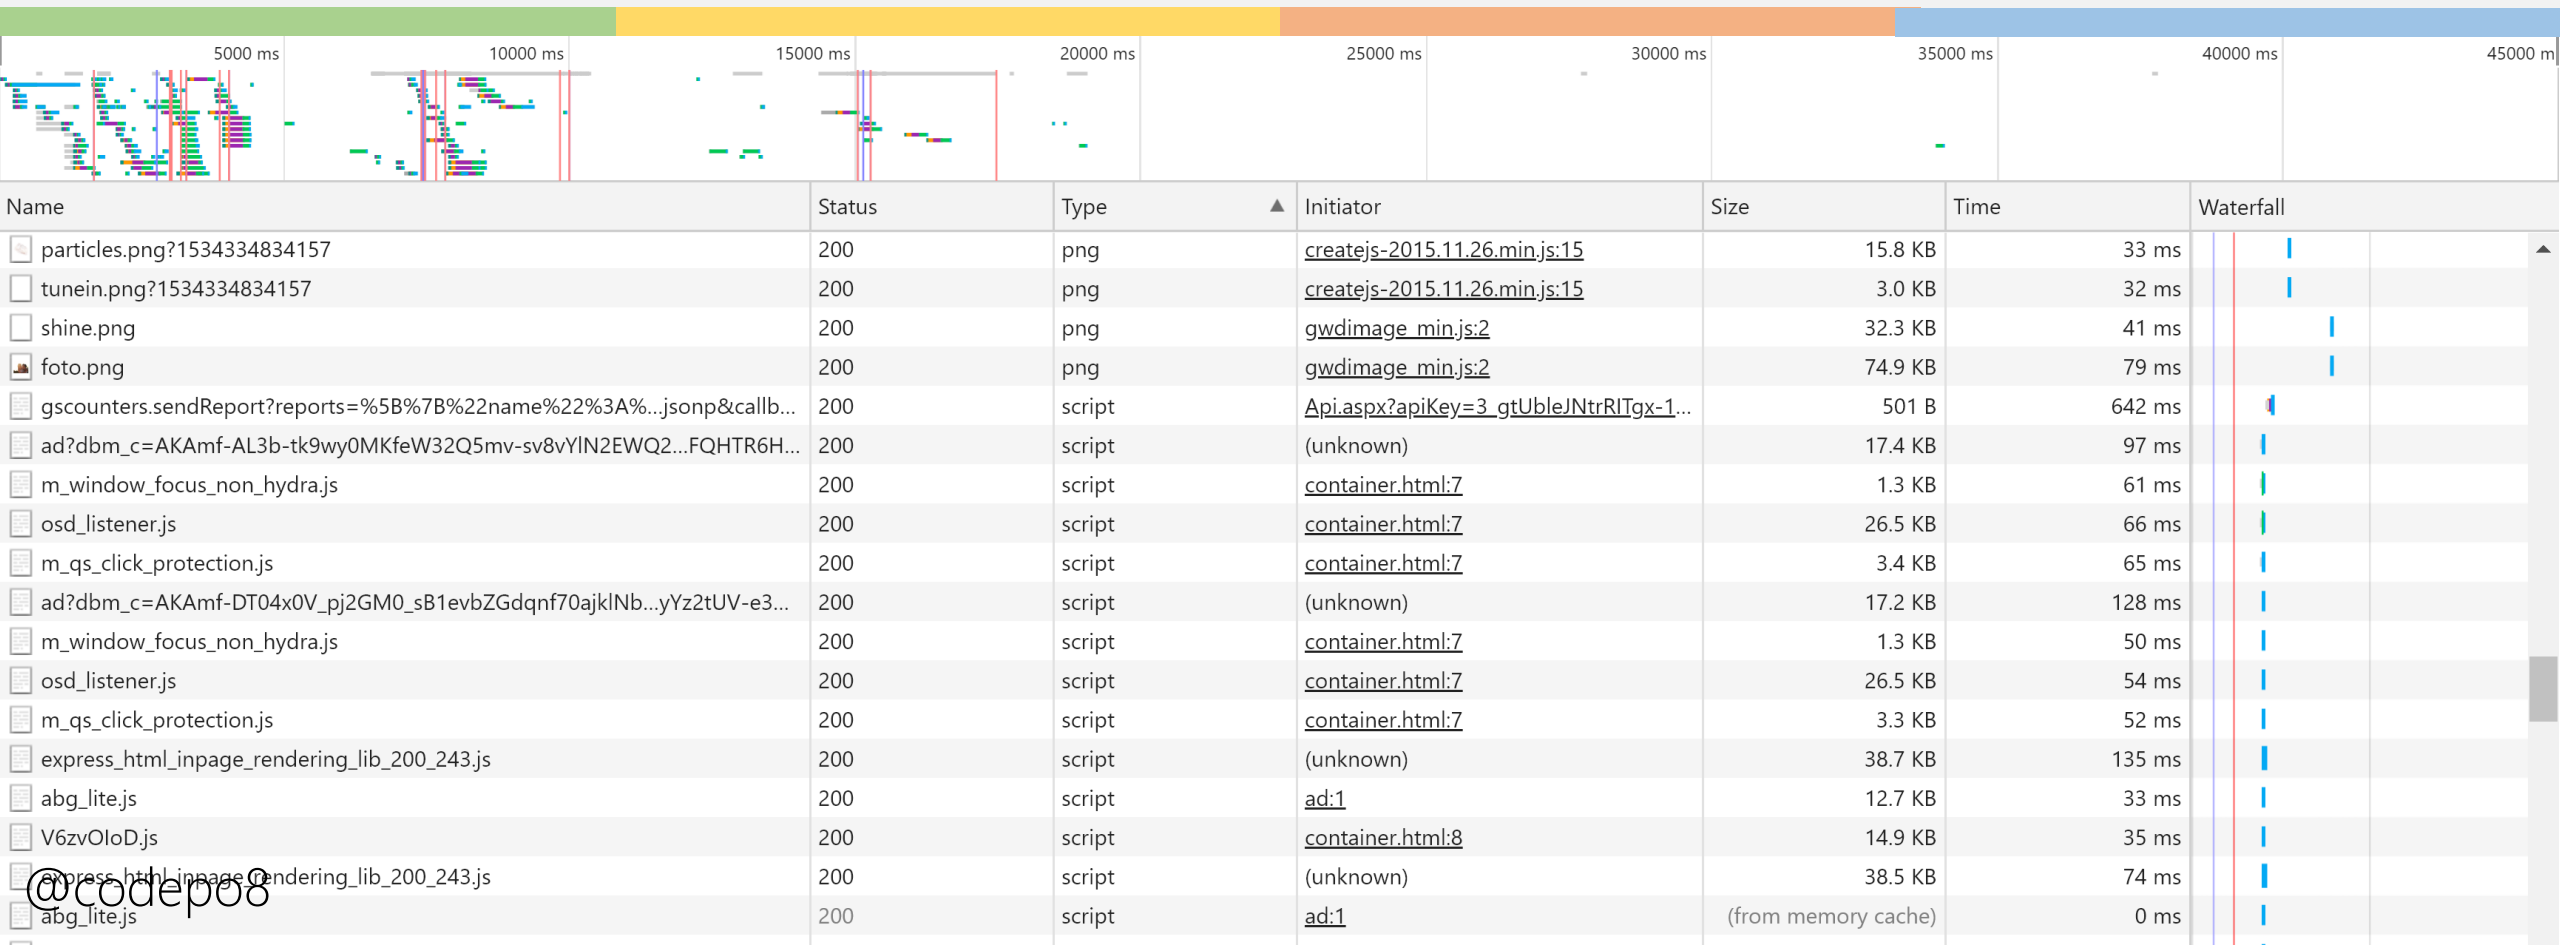 5000 ms 10000 ms 15000 ms 20000 ms 25000 ms 30000 ms 35000 ms 40000 ms 45000 m
Name Status Type Initiator Size Time Waterfall
particles.png?1534334834157 200 png createjs-2015.11.26.min.js:15 15.8 KB 33 ms
tunein.png?1534334834157 200 png createjs-2015.11.26.min.js:15 3.0 KB 32 ms
shine.png 200 png gwdimage_min.js:2 32.3 KB 41 ms
foto.png 200 png gwdimage_min.js:2 74.9 KB 79 ms
gscounters.sendReport?reports=%5B%7B%22name%22%3A%...jsonp&callb... 200 script Api.aspx?apiKey=3_gtUbleJNtrRITgx-1... 501 B 642 ms
ad?dbm_c=AKAmf-AL3b-tk9wy0MKfeW32Q5mv-sv8vYlN2EWQ2...FQHTR6H... 200 script (unknown) 17.4 KB 97 ms
m_window_focus_non_hydra.js 200 script container.html:7 1.3 KB 61 ms
osd_listener.js 200 script container.html:7 26.5 KB 66 ms
m_qs_click_protection.js 200 script container.html:7 3.4 KB 65 ms
ad?dbm_c=AKAmf-DT04x0V_pj2GM0_sB1evbZGdqnf70ajklNb...yYz2tUV-e3... 200 script (unknown) 17.2 KB 128 ms
m_window_focus_non_hydra.js 200 script container.html:7 1.3 KB 50 ms
osd_listener.js 200 script container.html:7 26.5 KB 54 ms
m_qs_click_protection.js 200 script container.html:7 3.3 KB 52 ms
express_html_inpage_rendering_lib_200_243.js 200 script (unknown) 38.7 KB 135 ms
abg_lite.js 200 script ad:1 12.7 KB 33 ms
V6zvOIoD.js 200 script container.html:8 14.9 KB 35 ms
express_html_inpage_rendering_lib_200_243.js 200 script (unknown) 38.5 KB 74 ms
@codepo8
abg_lite.js 200 script ad:1 (from memory cache) 0 ms